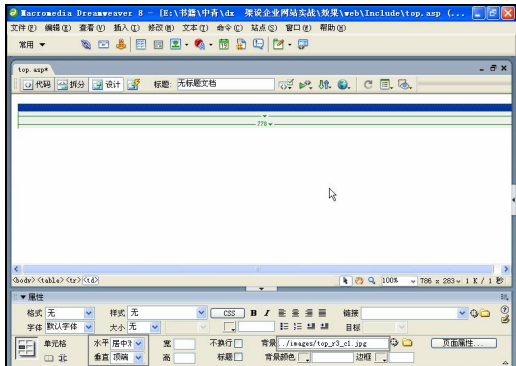 Macromedia Dreamweaver 8 - [E:\书籍\中青\dx 架设企业网站实战\效果\web\Include\top.asp (...
文件(F) 编辑(E) 查看(V) 插入(I) 修改(M) 文本(T) 命令(C) 站点(S) 窗口(W) 帮助(H)
常用
top.asp*
代码 拆分 设计 标题: 无标题文档
778
<body> <table> <tr> <td> 100% 786 x 283 1 K / 1 秒
属性
格式 无 样式 无 CSS B I 链接
字体 默认字体 大小 无 目标
单元格 水平 居中对 宽 不换行 背景 ../images/top_r3_c1.jpg 页面属性...
垂直 顶端 高 标题 背景颜色 边框